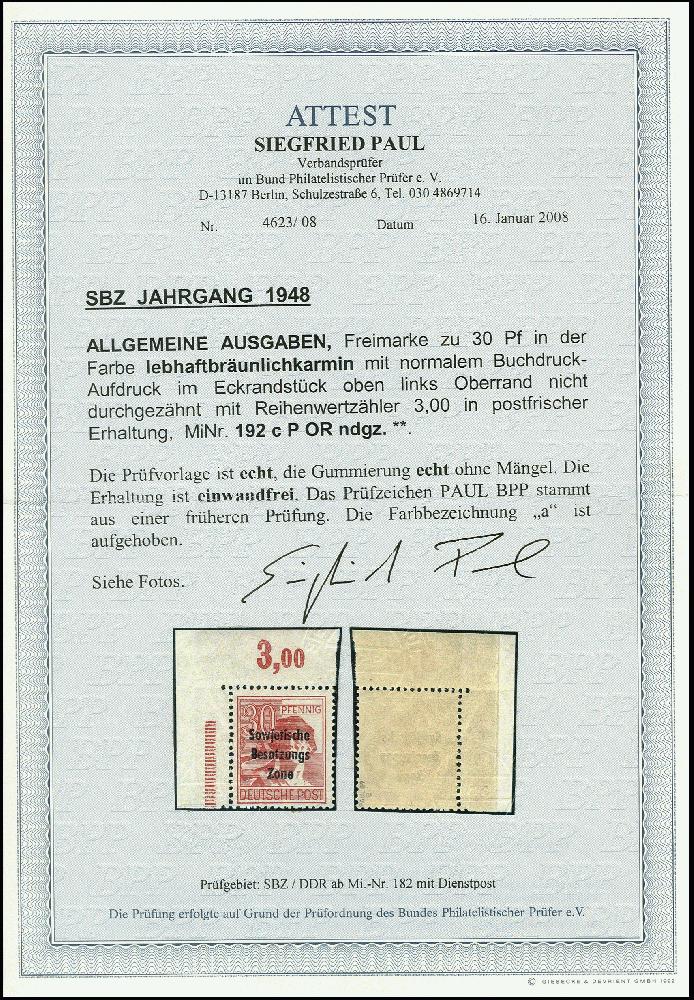 ATTEST
SIEGFRIED PAUL
Verbandsprüfer
im Bund Philatelistischer Prüfer e. V.
D-13187 Berlin, Schulzestraße 6, Tel. 030 4869714
Nr. 4623/ 08 Datum 16. Januar 2008
SBZ JAHRGANG 1948
ALLGEMEINE AUSGABEN, Freimarke zu 30 Pf in der
Farbe lebhaftbräunlichkarmin mit normalem Buchdruck-
Aufdruck im Eckrandstück oben links Oberrand nicht
durchgezähnt mit Reihenwertzähler 3,00 in postfrischer
Erhaltung, MiNr. 192 c P OR ndgz. **.
Die Prüfvorlage ist echt, die Gummierung echt ohne Mängel. Die
Erhaltung ist einwandfrei. Das Prüfzeichen PAUL BPP stammt
aus einer früheren Prüfung. Die Farbbezeichnung „a" ist
aufgehoben.
Siehe Fotos.
Siegfried Paul
3,00
30 PFENNIG
Sowjetische
Besatzungs
Zone
DEUTSCHE POST
Prüfgebiet: SBZ / DDR ab Mi.-Nr. 182 mit Dienstpost
Die Prüfung erfolgte auf Grund der Prüfordnung des Bundes Philatelistischer Prüfer e.V.
© GIESECKE & DEVRIENT GMBH 1992